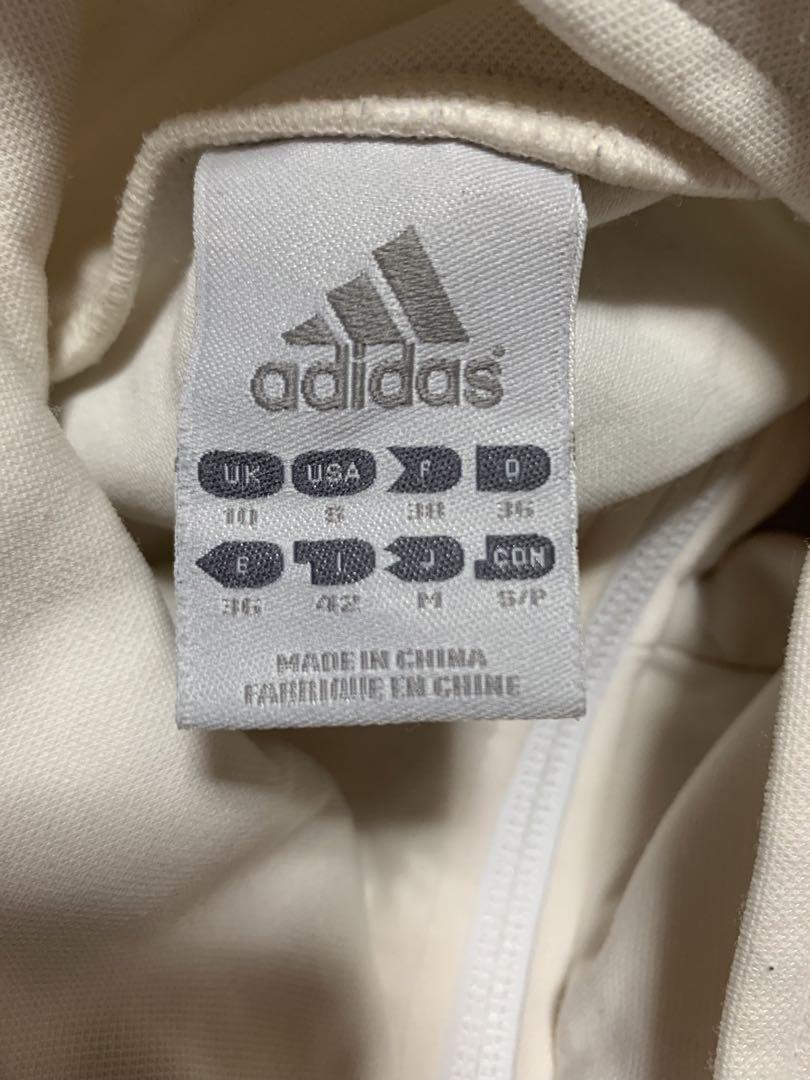 adidas
UK USA F D
10 8 38 36
E I J CON
36 42 M S/P
MADE IN CHINA
FABRIQUE EN CHINE